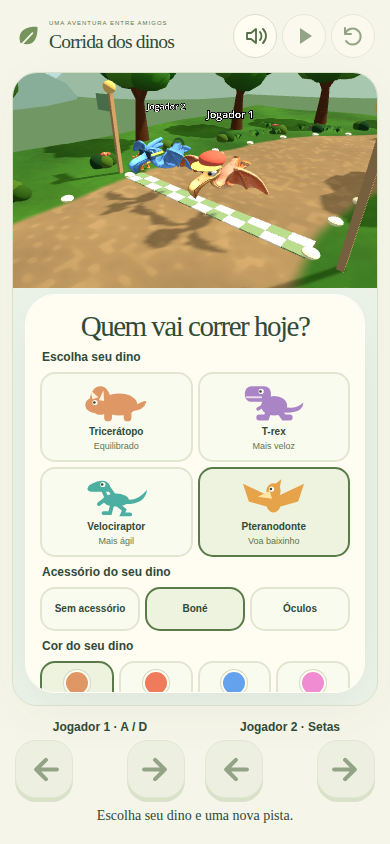 UMA AVENTURA ENTRE AMIGOS
Corrida dos dinos
Jogador 2
Jogador 1
Quem vai correr hoje?
Escolha seu dino
Tricerátopo
Equilibrado
T-rex
Mais veloz
Velociraptor
Mais ágil
Pteranodonte
Voa baixinho
Acessório do seu dino
Sem acessório
Boné
Óculos
Cor do seu dino
Jogador 1 · A / D
Jogador 2 · Setas
Escolha seu dino e uma nova pista.